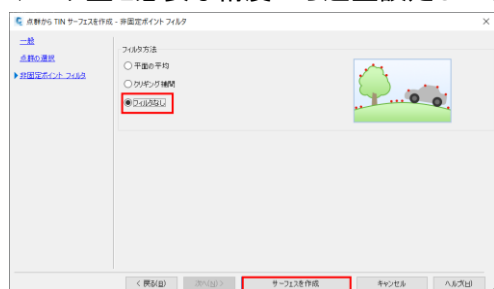 点群から TIN サーフェスを作成 - 非固定ポイント フィルタ
一般
点群の選択
非固定ポイント フィルタ
フィルタ方法
平面の平均
クリギング補間
フィルタなし
< 戻る(B) 次へ(N) > サーフェスを作成 キャンセル ヘルプ(H)